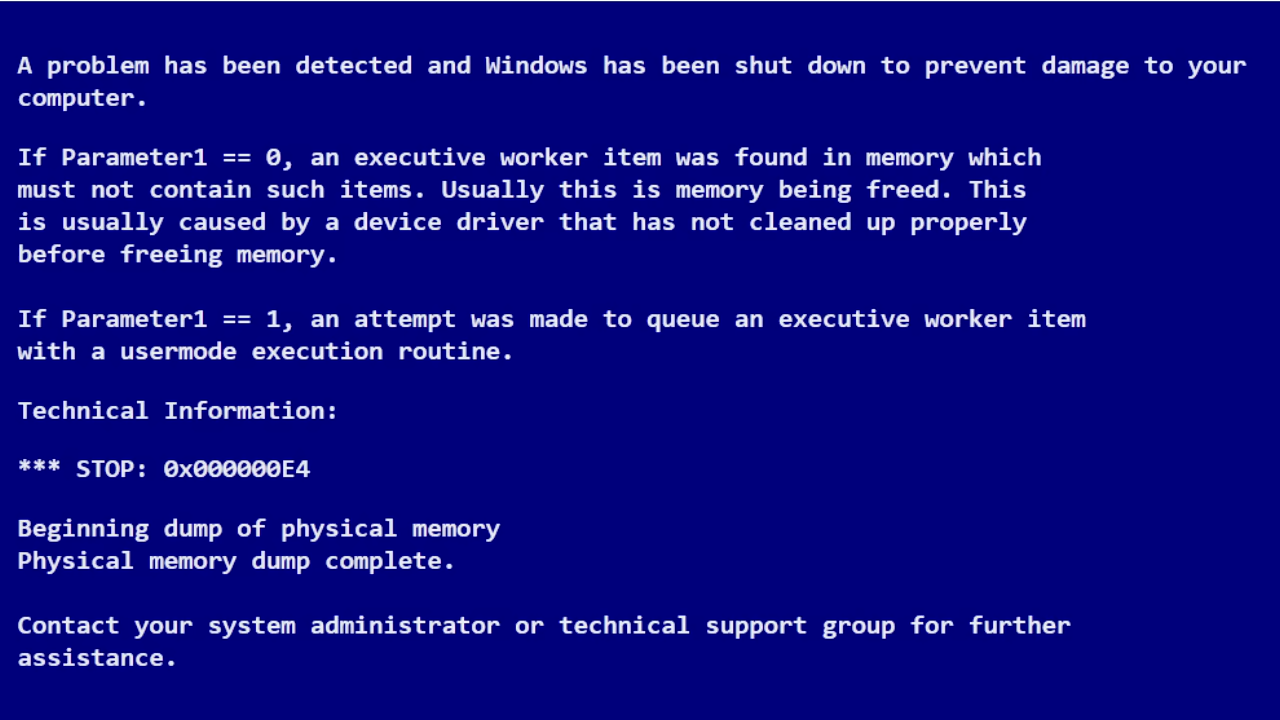 A problem has been detected and Windows has been shut down to prevent damage to your
computer.
If Parameter1 == 0, an executive worker item was found in memory which
must not contain such items. Usually this is memory being freed. This
is usually caused by a device driver that has not cleaned up properly
before freeing memory.
If Parameter1 == 1, an attempt was made to queue an executive worker item
with a usermode execution routine.
Technical Information:
*** STOP: 0x000000E4
Beginning dump of physical memory
Physical memory dump complete.
Contact your system administrator or technical support group for further
assistance.